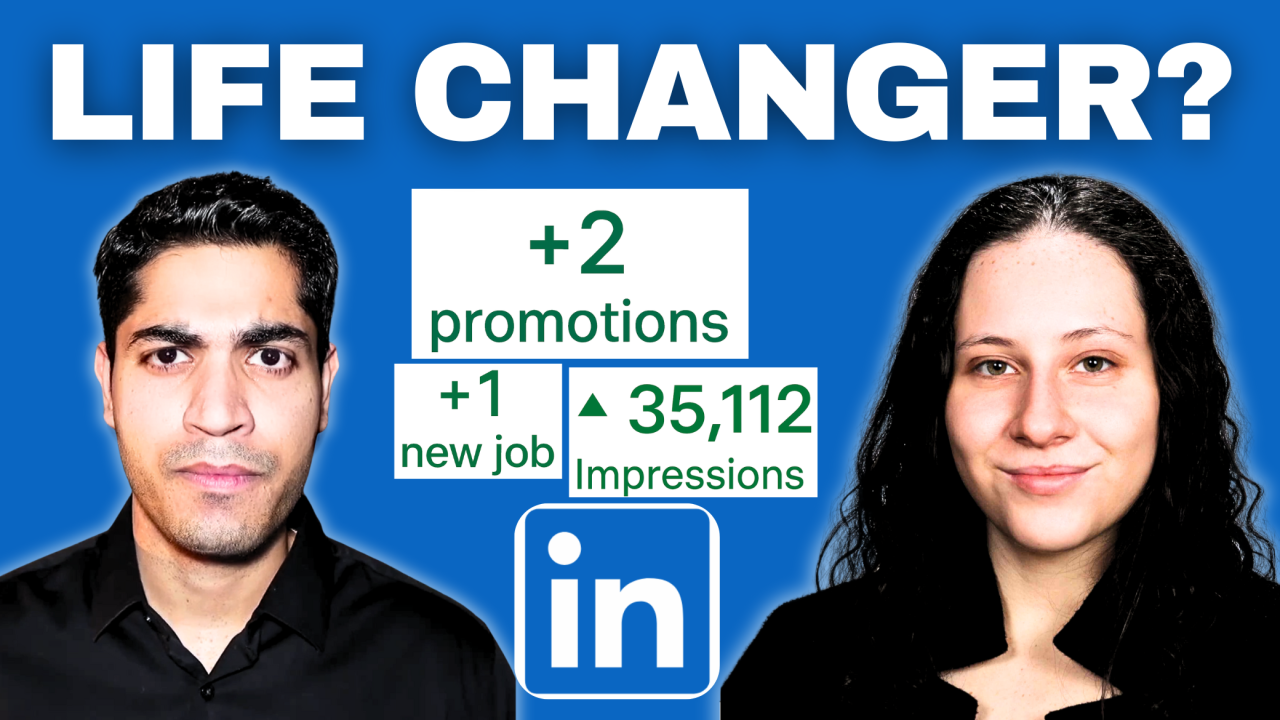 LIFE CHANGER?
+2
promotions
+1
new job
▲ 35,112
Impressions
in